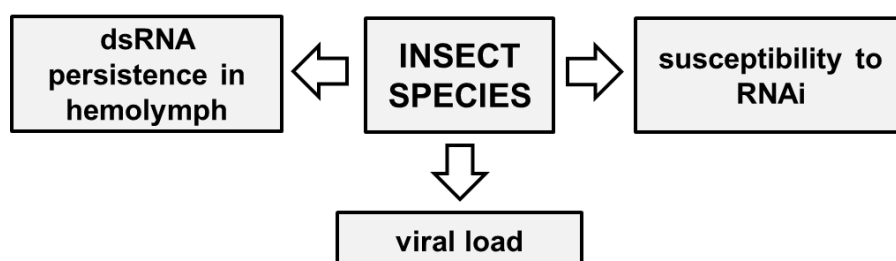 dsRNA
persistence in
hemolymph
INSECT
SPECIES
susceptibility to
RNAi
viral load